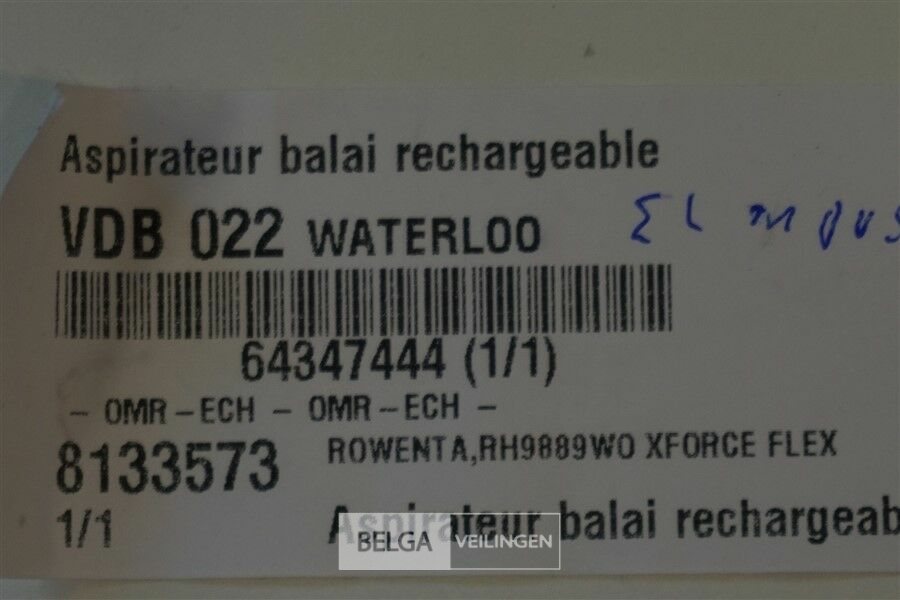 Aspirateur balai rechargeable
VDB 022 WATERLOO
64347444 (1/1)
- OMR-ECH - OMR-ECH -
8133573 ROWENTA,RH9889WO XFORCE FLEX
1/1 Aspirateur balai rechargeab
BELGA VEILINGEN